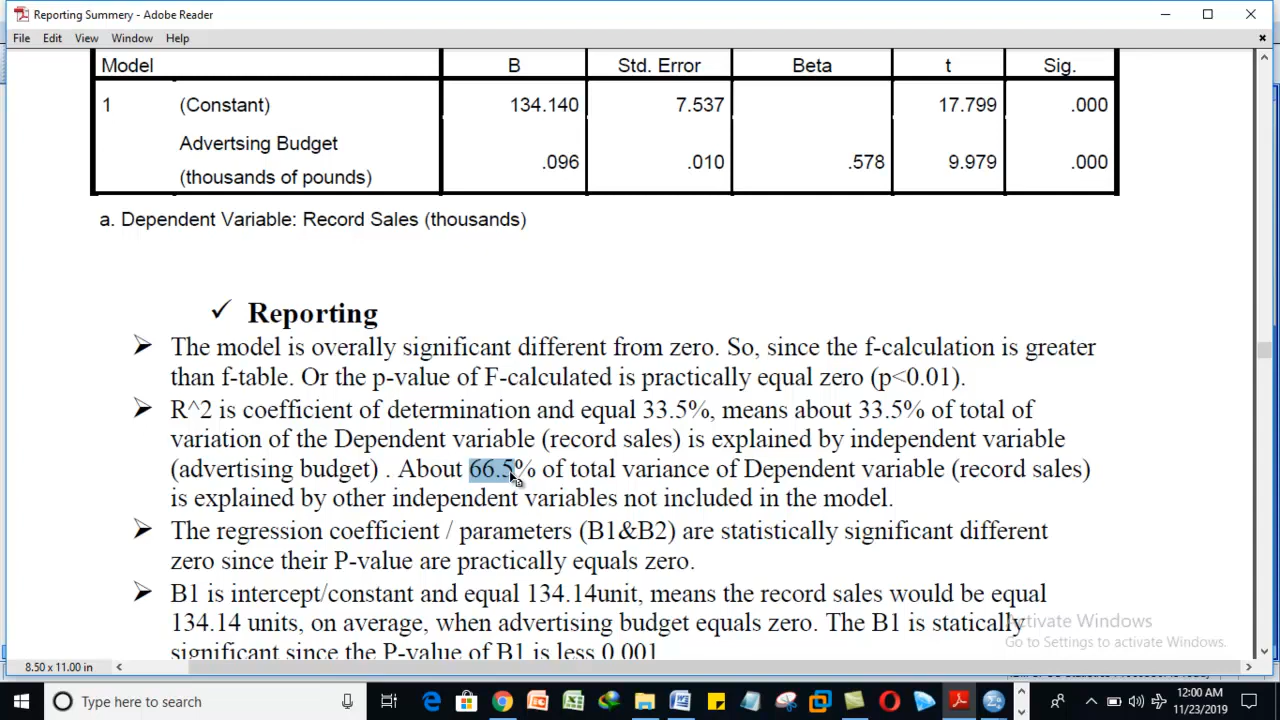 Reporting Summery - Adobe Reader
File Edit View Window Help
Model B Std. Error Beta t Sig.
1 (Constant) 134.140 7.537 17.799 .000
Advertsing Budget
(thousands of pounds) .096 .010 .578 9.979 .000
a. Dependent Variable: Record Sales (thousands)
✓ Reporting
➢ The model is overally significant different from zero. So, since the f-calculation is greater
than f-table. Or the p-value of F-calculated is practically equal zero (p<0.01).
➢ R^2 is coefficient of determination and equal 33.5%, means about 33.5% of total of
variation of the Dependent variable (record sales) is explained by independent variable
(advertising budget) . About 66.5% of total variance of Dependent variable (record sales)
is explained by other independent variables not included in the model.
➢ The regression coefficient / parameters (B1&B2) are statistically significant different
zero since their P-value are practically equals zero.
➢ B1 is intercept/constant and equal 134.14unit, means the record sales would be equal
134.14 units, on average, when advertising budget equals zero. The B1 is statically
significant since the P-value of B1 is less 0.001
Activate Windows
Go to Settings to activate Windows.
8.50 x 11.00 in
Type here to search
12:00 AM
11/23/2019